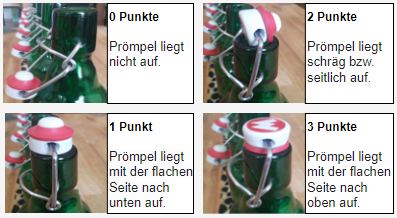 0 Punkte
Prömpel liegt
nicht auf.
2 Punkte
Prömpel liegt
schräg bzw.
seitlich auf.
1 Punkt
Prömpel liegt
mit der flachen
Seite nach
unten auf.
3 Punkte
Prömpel liegt
mit der flachen
Seite nach
oben auf.